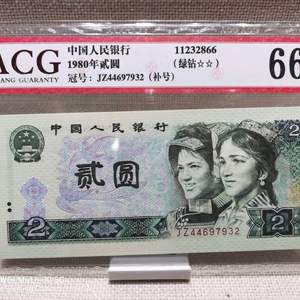 ACG
GUARANTY
中国人民银行 11232866
1980年贰圆 (绿钻☆☆)
冠号: JZ44697932 (补号)
66
中国人民银行
贰圆
2
2
2
JZ44697932